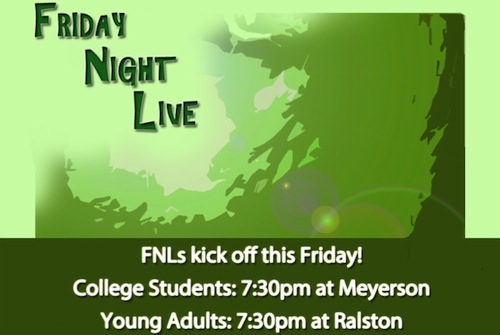 Friday
Night
Live
FNLs kick off this Friday!
College Students: 7:30pm at Meyerson
Young Adults: 7:30pm at Ralston